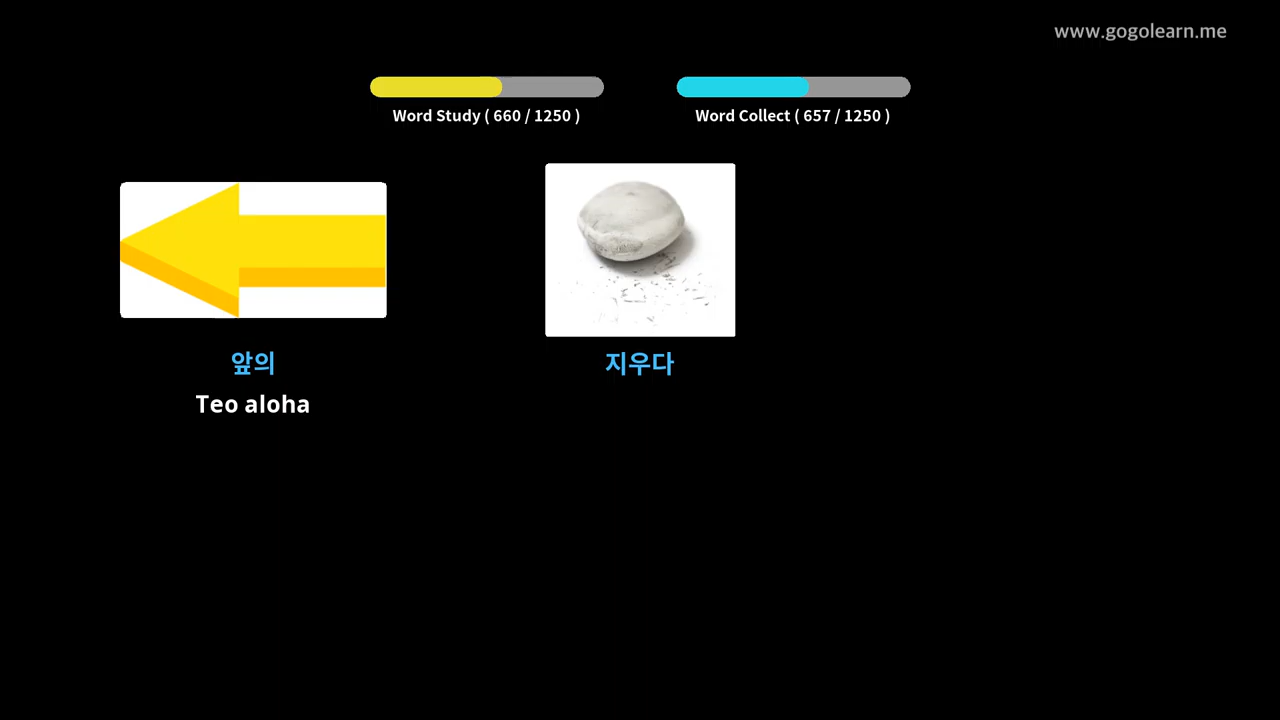 www.gogolearn.me
Word Study ( 660 / 1250 )
Word Collect ( 657 / 1250 )
앞의
지우다
Teo aloha